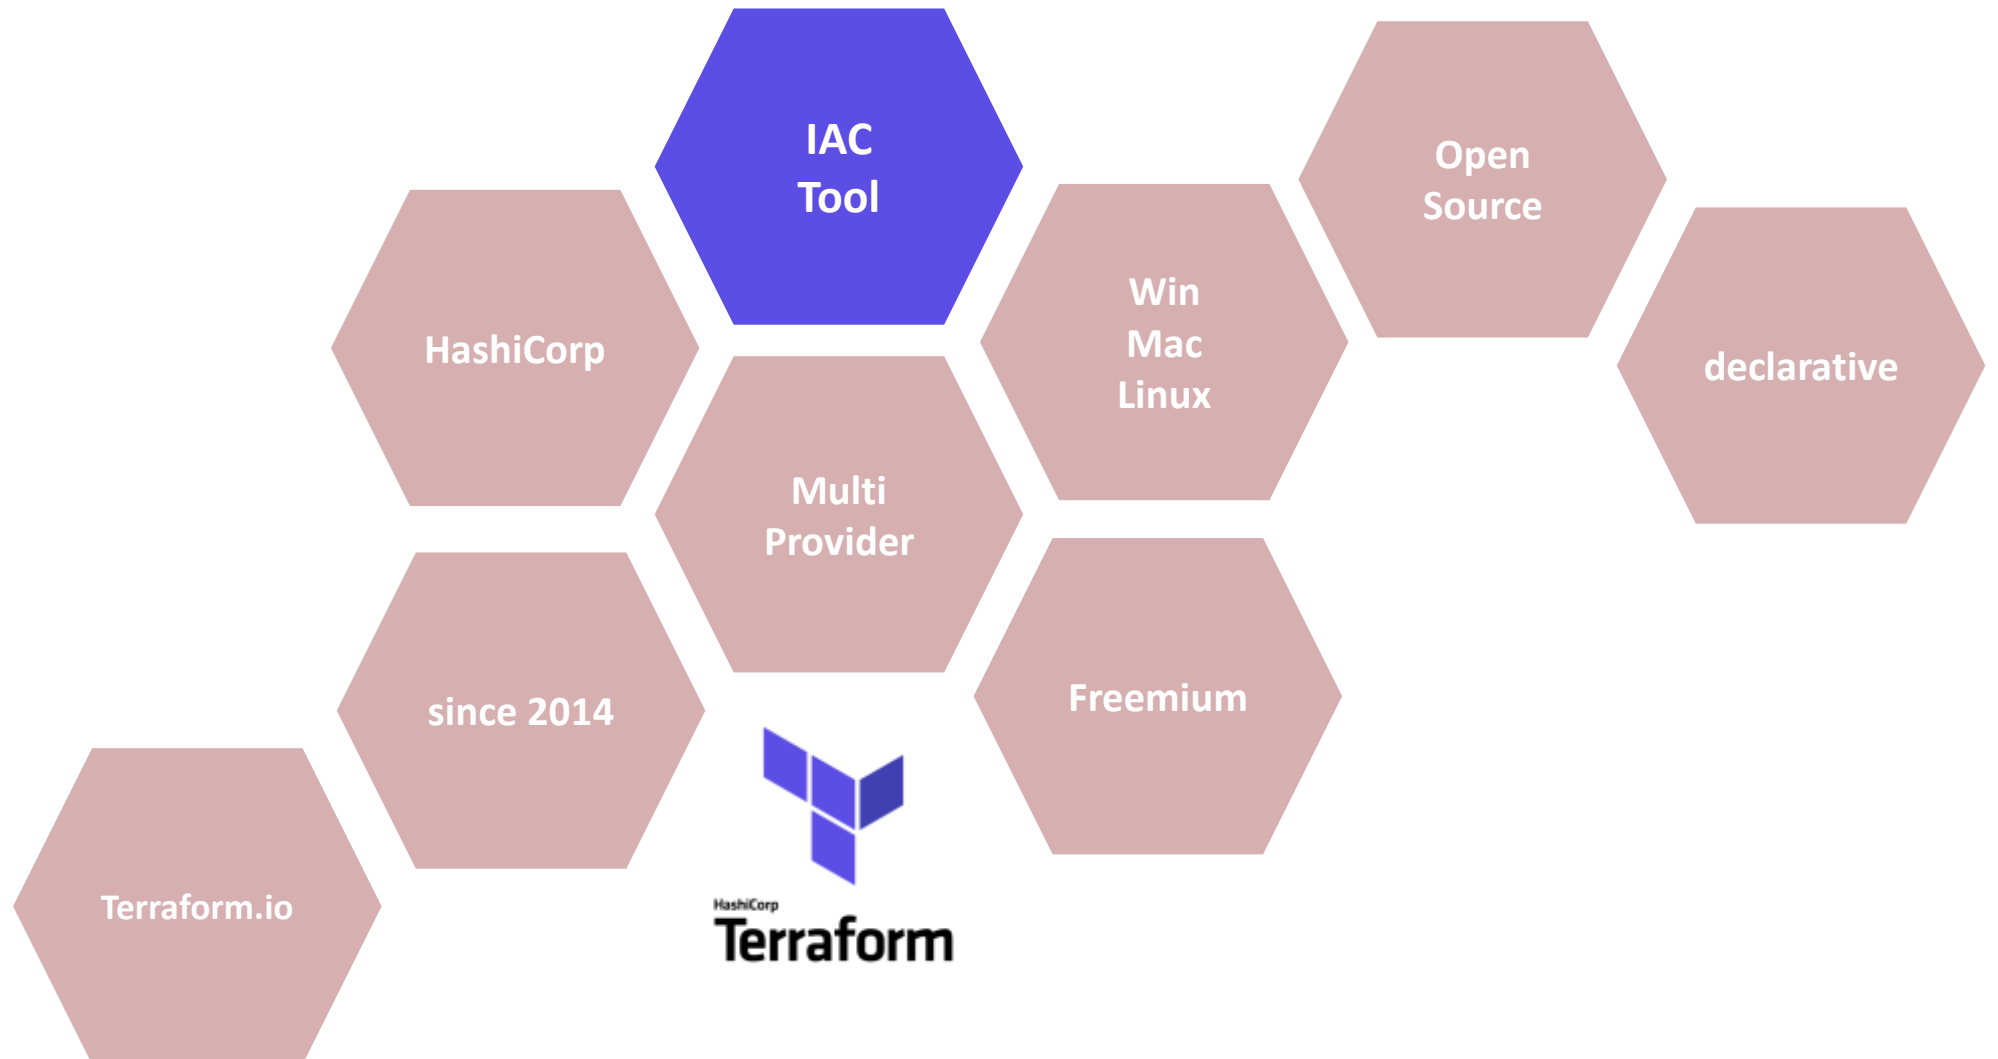 IAC
Tool
Open
Source
HashiCorp
Win
Mac
Linux
declarative
Multi
Provider
since 2014
Freemium
Terraform.io
HashiCorp
Terraform